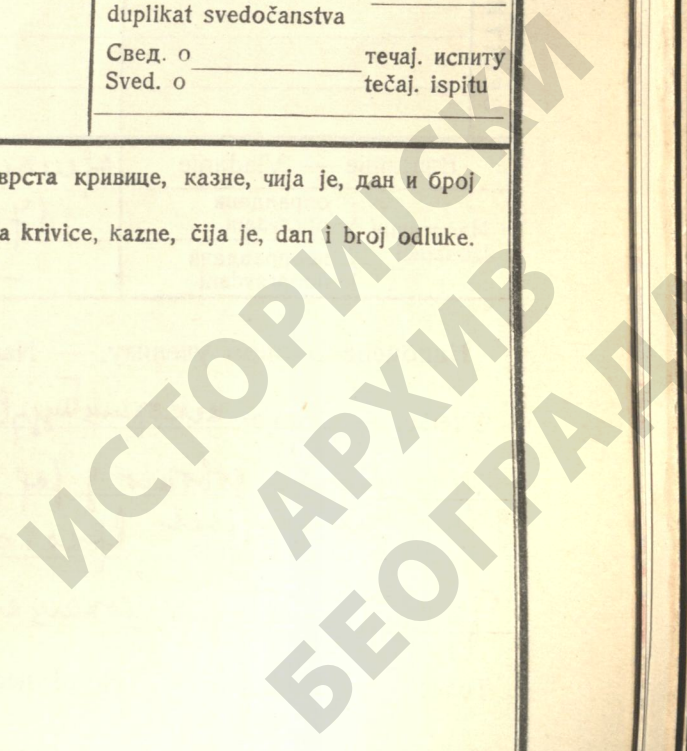 duplikat svedočanstva
Свед. о течај. испиту
Sved. o tečaj. ispitu
врста кривице, казне, чија је, дан и број
a krivice, kazne, čija je, dan i broj odluke.
ИСТОРИЈСКИ
АРХИВ
БЕОГРАДА